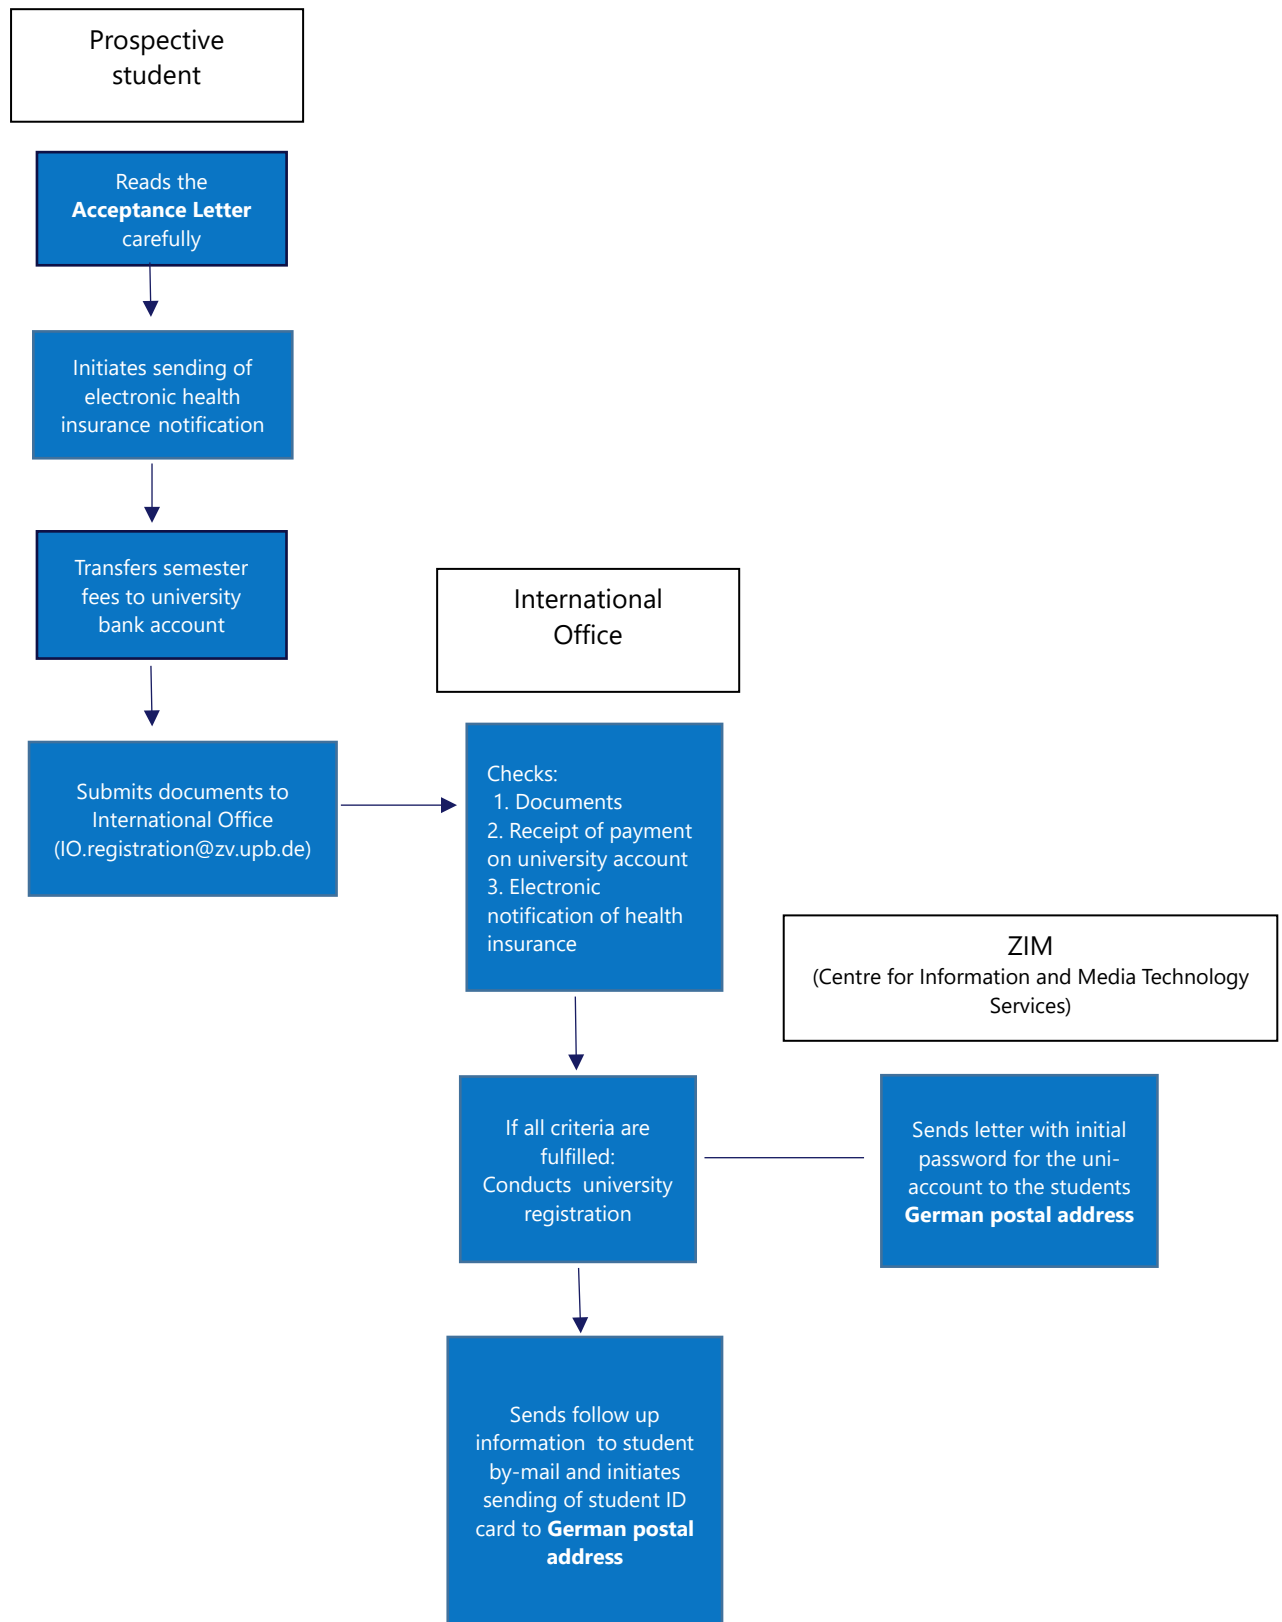 Prospective
student
Reads the
Acceptance Letter
carefully
Initiates sending of
electronic health
insurance notification
Transfers semester
fees to university
bank account
Submits documents to
International Office
(IO.registration@zv.upb.de)
International
Office
Checks:
1. Documents
2. Receipt of payment
on university account
3. Electronic
notification of health
insurance
If all criteria are
fulfilled:
Conducts university
registration
Sends follow up
information to student
by-mail and initiates
sending of student ID
card to German postal
address
ZIM
(Centre for Information and Media Technology
Services)
Sends letter with initial
password for the uni-
account to the students
German postal address